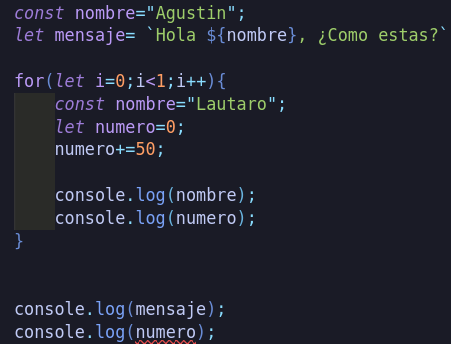 const nombre="Agustin";
let mensaje= `Hola ${nombre}, ¿Como estas?`
for(let i=0;i<1;i++){
    const nombre="Lautaro";
    let numero=0;
    numero+=50;
    console.log(nombre);
    console.log(numero);
}
console.log(mensaje);
console.log(numero);